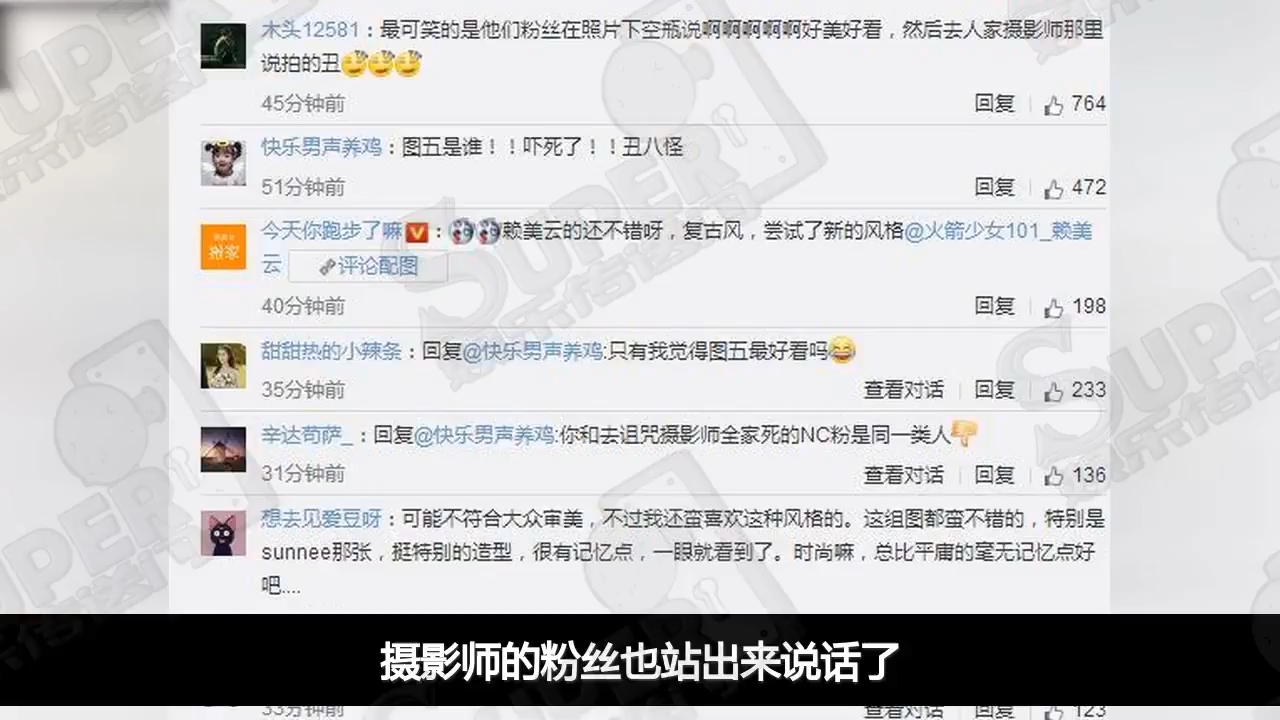 木头12581：最可笑的是他们粉丝在照片下空瓶说啊啊啊啊啊好美好看，然后去人家摄影师那里
说拍的丑
45分钟前 回复 764
快乐男声养鸡：图五是谁！！吓死了！！丑八怪
51分钟前 回复 472
今天你跑步了嘛V：赖美云的还不错呀，复古风，尝试了新的风格@火箭少女101_赖美
云 评论配图
40分钟前 回复 198
甜甜热的小辣条：回复@快乐男声养鸡:只有我觉得图五最好看吗
35分钟前 查看对话 回复 233
辛达苟萨_：回复@快乐男声养鸡:你和去诅咒摄影师全家死的NC粉是同一类人
31分钟前 查看对话 回复 136
想去见爱豆呀：可能不符合大众审美，不过我还蛮喜欢这种风格的。这组图都蛮不错的，特别是
sunnee那张，挺特别的造型，很有记忆点，一眼就看到了。时尚嘛，总比平庸的毫无记忆点好
吧....
摄影师的粉丝也站出来说话了
33分钟前 查看对话 回复 123
SUPER